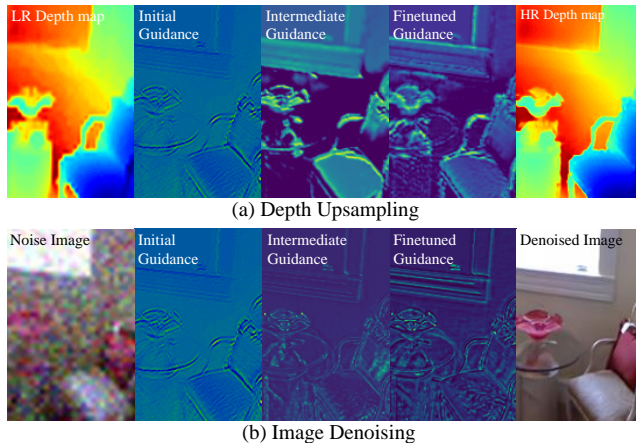 LR Depth map
Initial
Guidance
Intermediate
Guidance
Finetuned
Guidance
HR Depth map
(a) Depth Upsampling
Noise Image
Initial
Guidance
Intermediate
Guidance
Finetuned
Guidance
Denoised Image
(b) Image Denoising